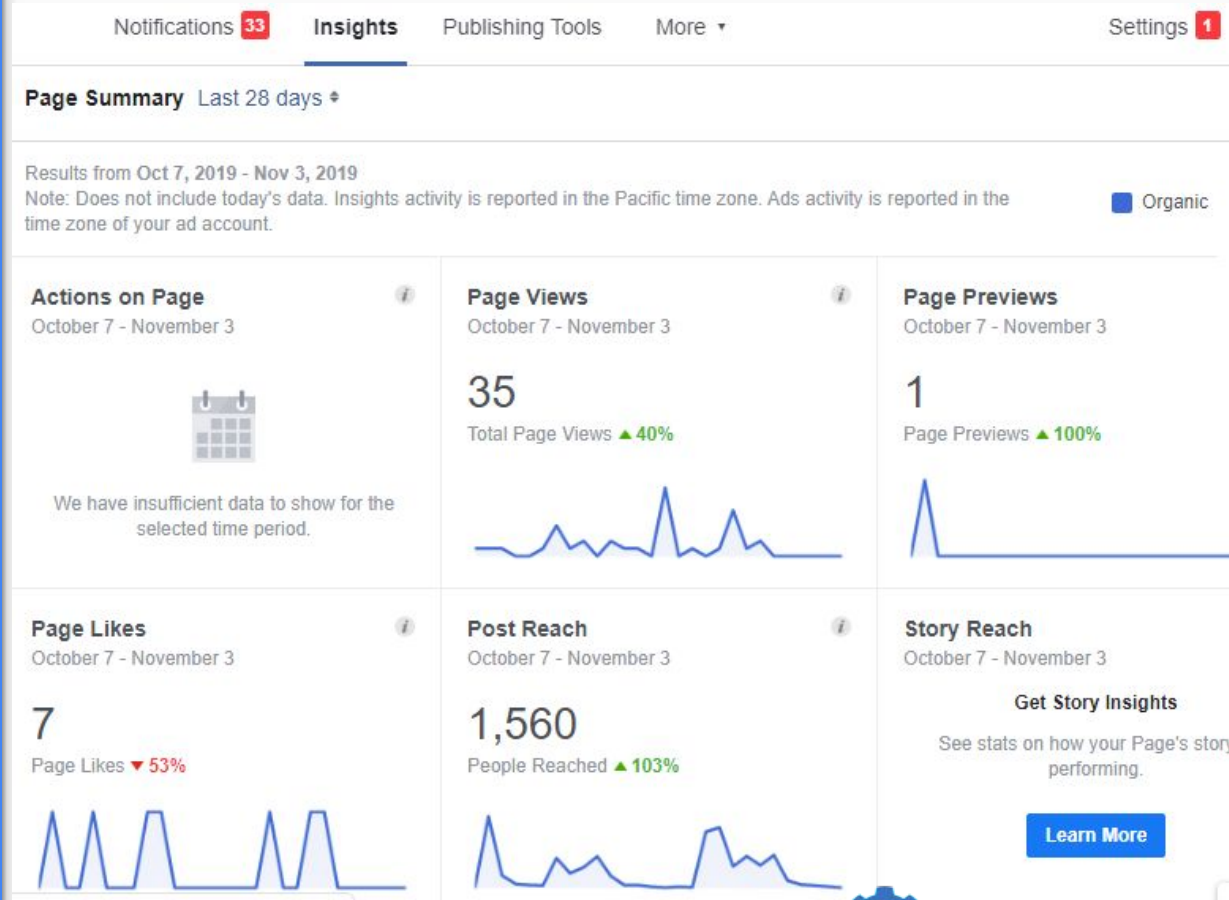 Notifications 33 Insights Publishing Tools More Settings 1
Page Summary Last 28 days
Results from Oct 7, 2019 - Nov 3, 2019
Note: Does not include today's data. Insights activity is reported in the Pacific time zone. Ads activity is reported in the
time zone of your ad account.
Organic
Actions on Page
October 7 - November 3
We have insufficient data to show for the
selected time period.
Page Views
October 7 - November 3
35
Total Page Views ▲ 40%
Page Previews
October 7 - November 3
1
Page Previews ▲ 100%
Page Likes
October 7 - November 3
7
Page Likes ▼ 53%
Post Reach
October 7 - November 3
1,560
People Reached ▲ 103%
Story Reach
October 7 - November 3
Get Story Insights
See stats on how your Page's story
performing.
Learn More